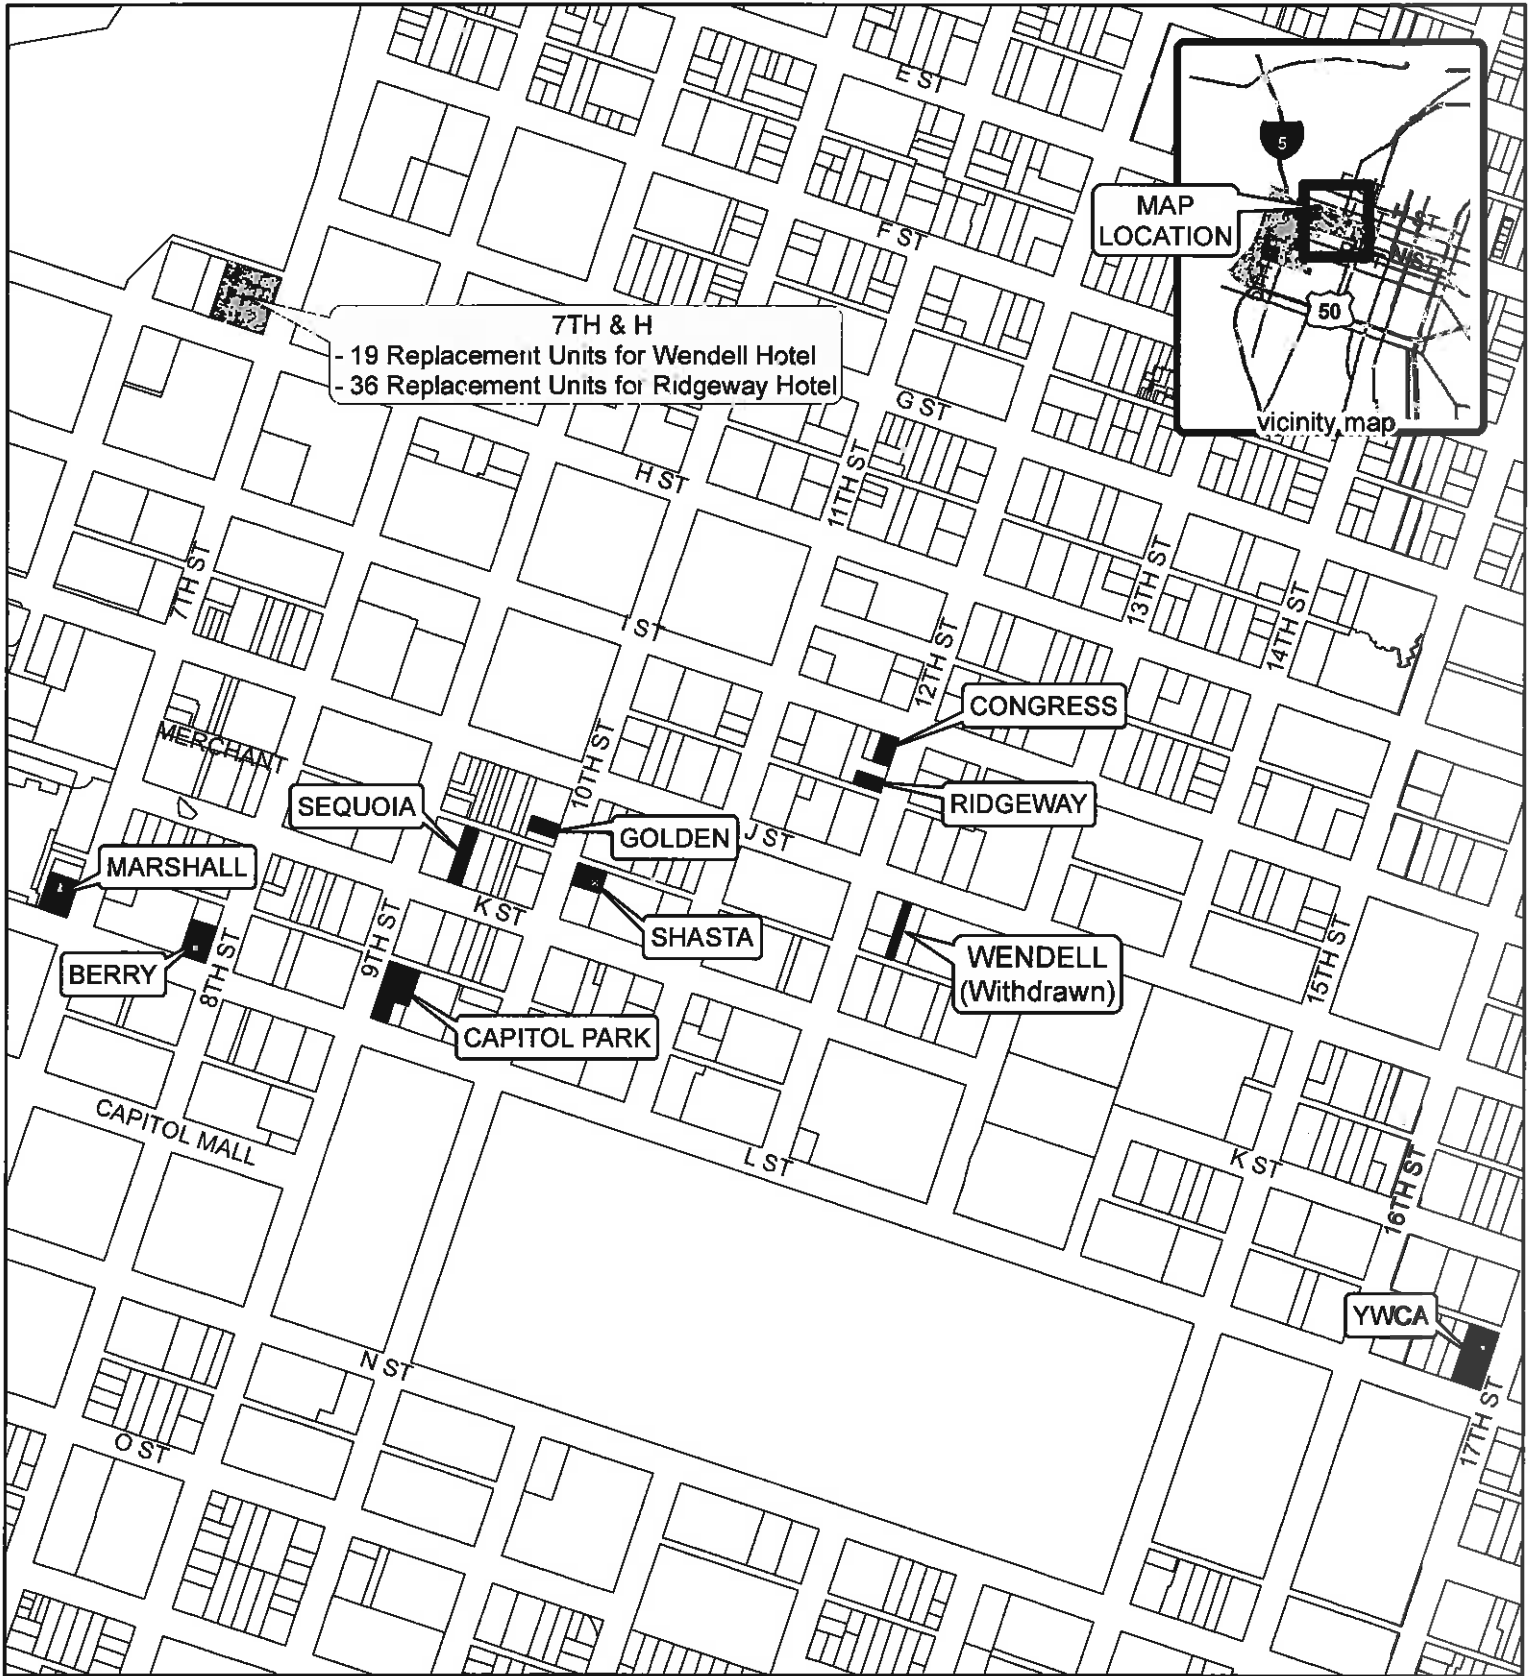 E ST
5
MAP
LOCATION
H ST
N ST
50
vicinity map
F ST
7TH & H
- 19 Replacement Units for Wendell Hotel
- 36 Replacement Units for Ridgeway Hotel
G ST
H ST
11TH ST
7TH ST
13TH ST
14TH ST
I ST
12TH ST
CONGRESS
MERCHANT
10TH ST
SEQUOIA
RIDGEWAY
GOLDEN
J ST
MARSHALL
K ST
SHASTA
9TH ST
BERRY
8TH ST
WENDELL
(Withdrawn)
15TH ST
CAPITOL PARK
CAPITOL MALL
L ST
K ST
16TH ST
YWCA
N ST
17TH ST
O ST